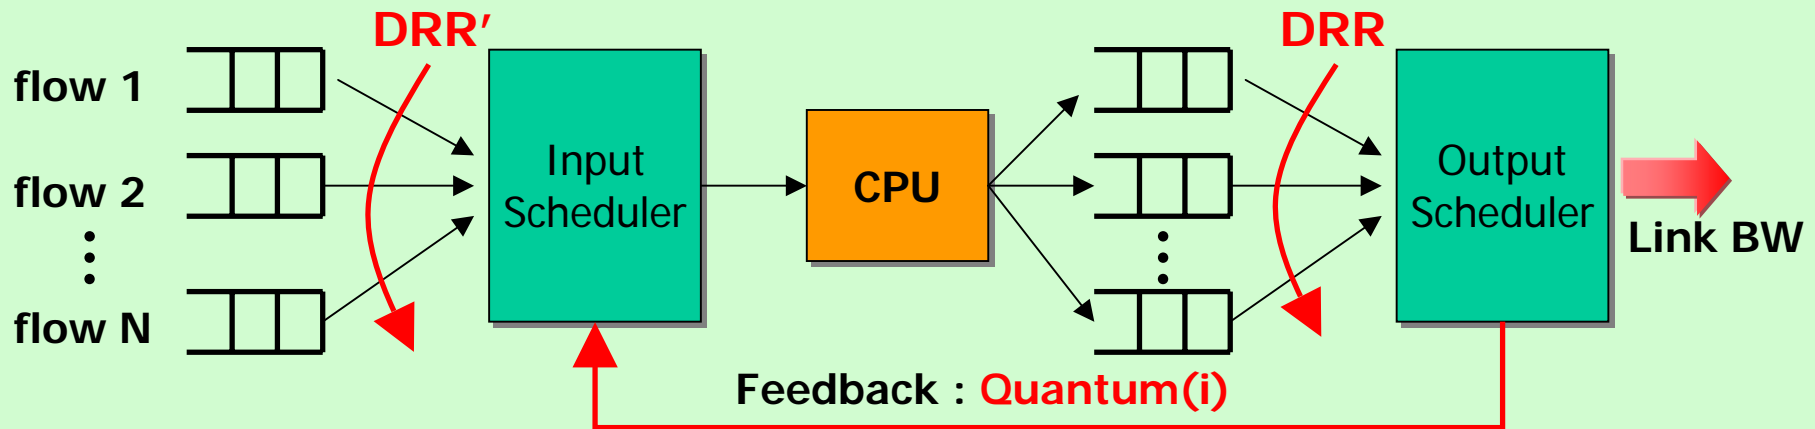 DRR’
DRR
flow 1
flow 2
flow N
Input
Scheduler
CPU
Output
Scheduler
Link BW
Feedback : Quantum(i)